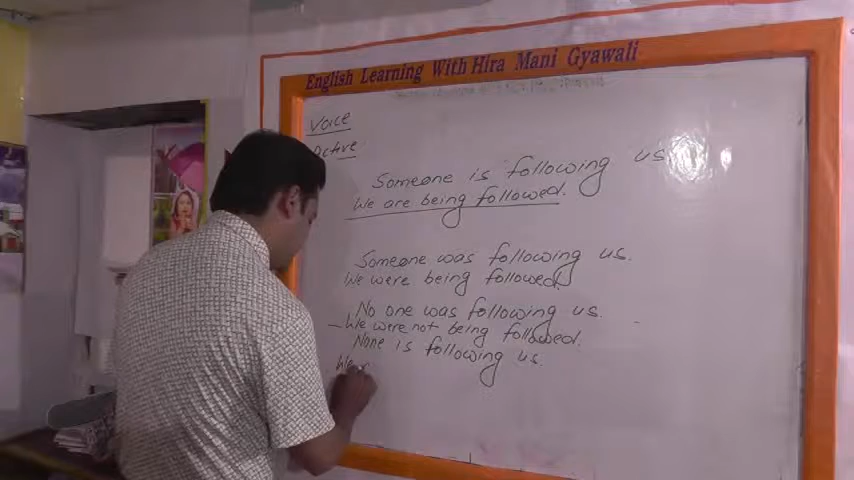 English Learning With Hira Mani Gyawali
Voice
Active
Someone is following us
We are being followed.
Someone was following us.
We were being followed.
No one was following us.
We were not being followed.
None is following us.
We